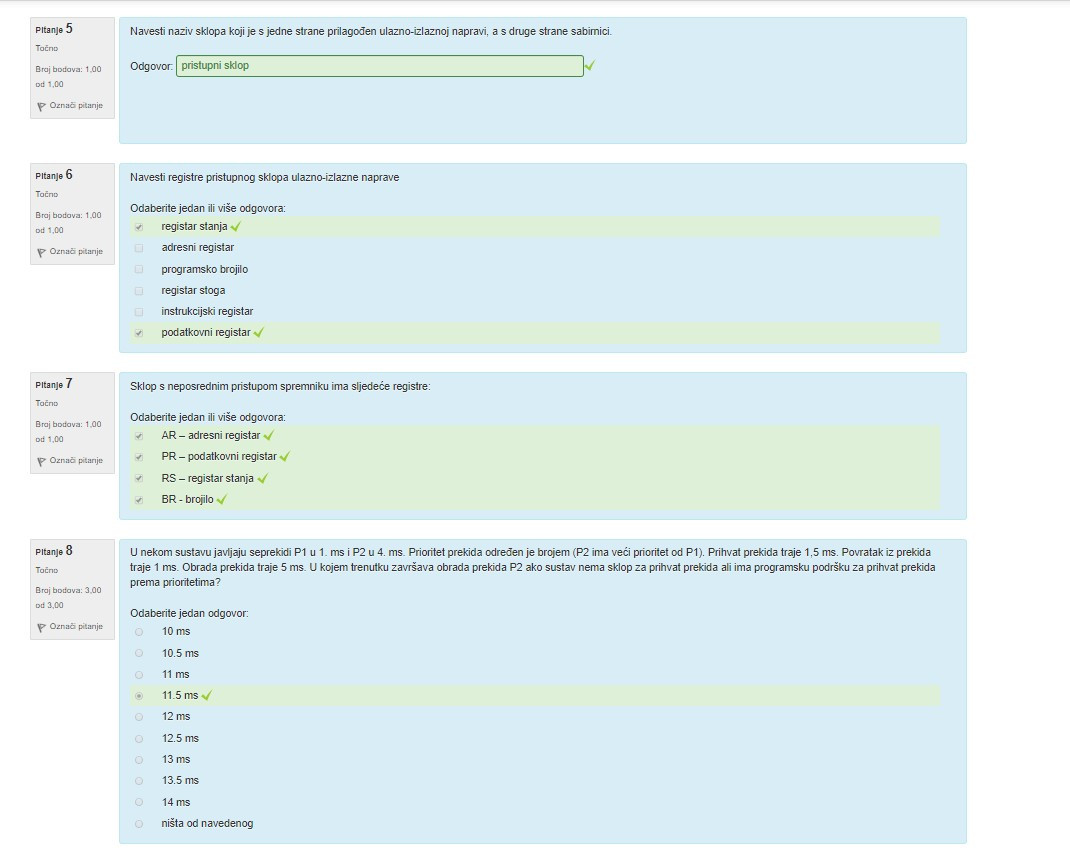 Pitanje 5
Točno
Broj bodova: 1,00
od 1,00
Označi pitanje
Navesti naziv sklopa koji je s jedne strane prilagođen ulazno-izlaznoj napravi, a s druge strane sabirnici.
Odgovor: pristupni sklop
Pitanje 6
Točno
Broj bodova: 1,00
od 1,00
Označi pitanje
Navesti registre pristupnog sklopa ulazno-izlazne naprave
Odaberite jedan ili više odgovora:
registar stanja
adresni registar
programsko brojilo
registar stoga
instrukcijski registar
podatkovni registar
Pitanje 7
Točno
Broj bodova: 1,00
od 1,00
Označi pitanje
Sklop s neposrednim pristupom spremniku ima sljedeće registre:
Odaberite jedan ili više odgovora:
AR – adresni registar
PR – podatkovni registar
RS – registar stanja
BR - brojilo
Pitanje 8
Točno
Broj bodova: 3,00
od 3,00
Označi pitanje
U nekom sustavu javljaju seprekidi P1 u 1. ms i P2 u 4. ms. Prioritet prekida određen je brojem (P2 ima veći prioritet od P1). Prihvat prekida traje 1,5 ms. Povratak iz prekida
traje 1 ms. Obrada prekida traje 5 ms. U kojem trenutku završava obrada prekida P2 ako sustav nema sklop za prihvat prekida ali ima programsku podršku za prihvat prekida
prema prioritetima?
Odaberite jedan odgovor:
10 ms
10.5 ms
11 ms
11.5 ms
12 ms
12.5 ms
13 ms
13.5 ms
14 ms
ništa od navedenog